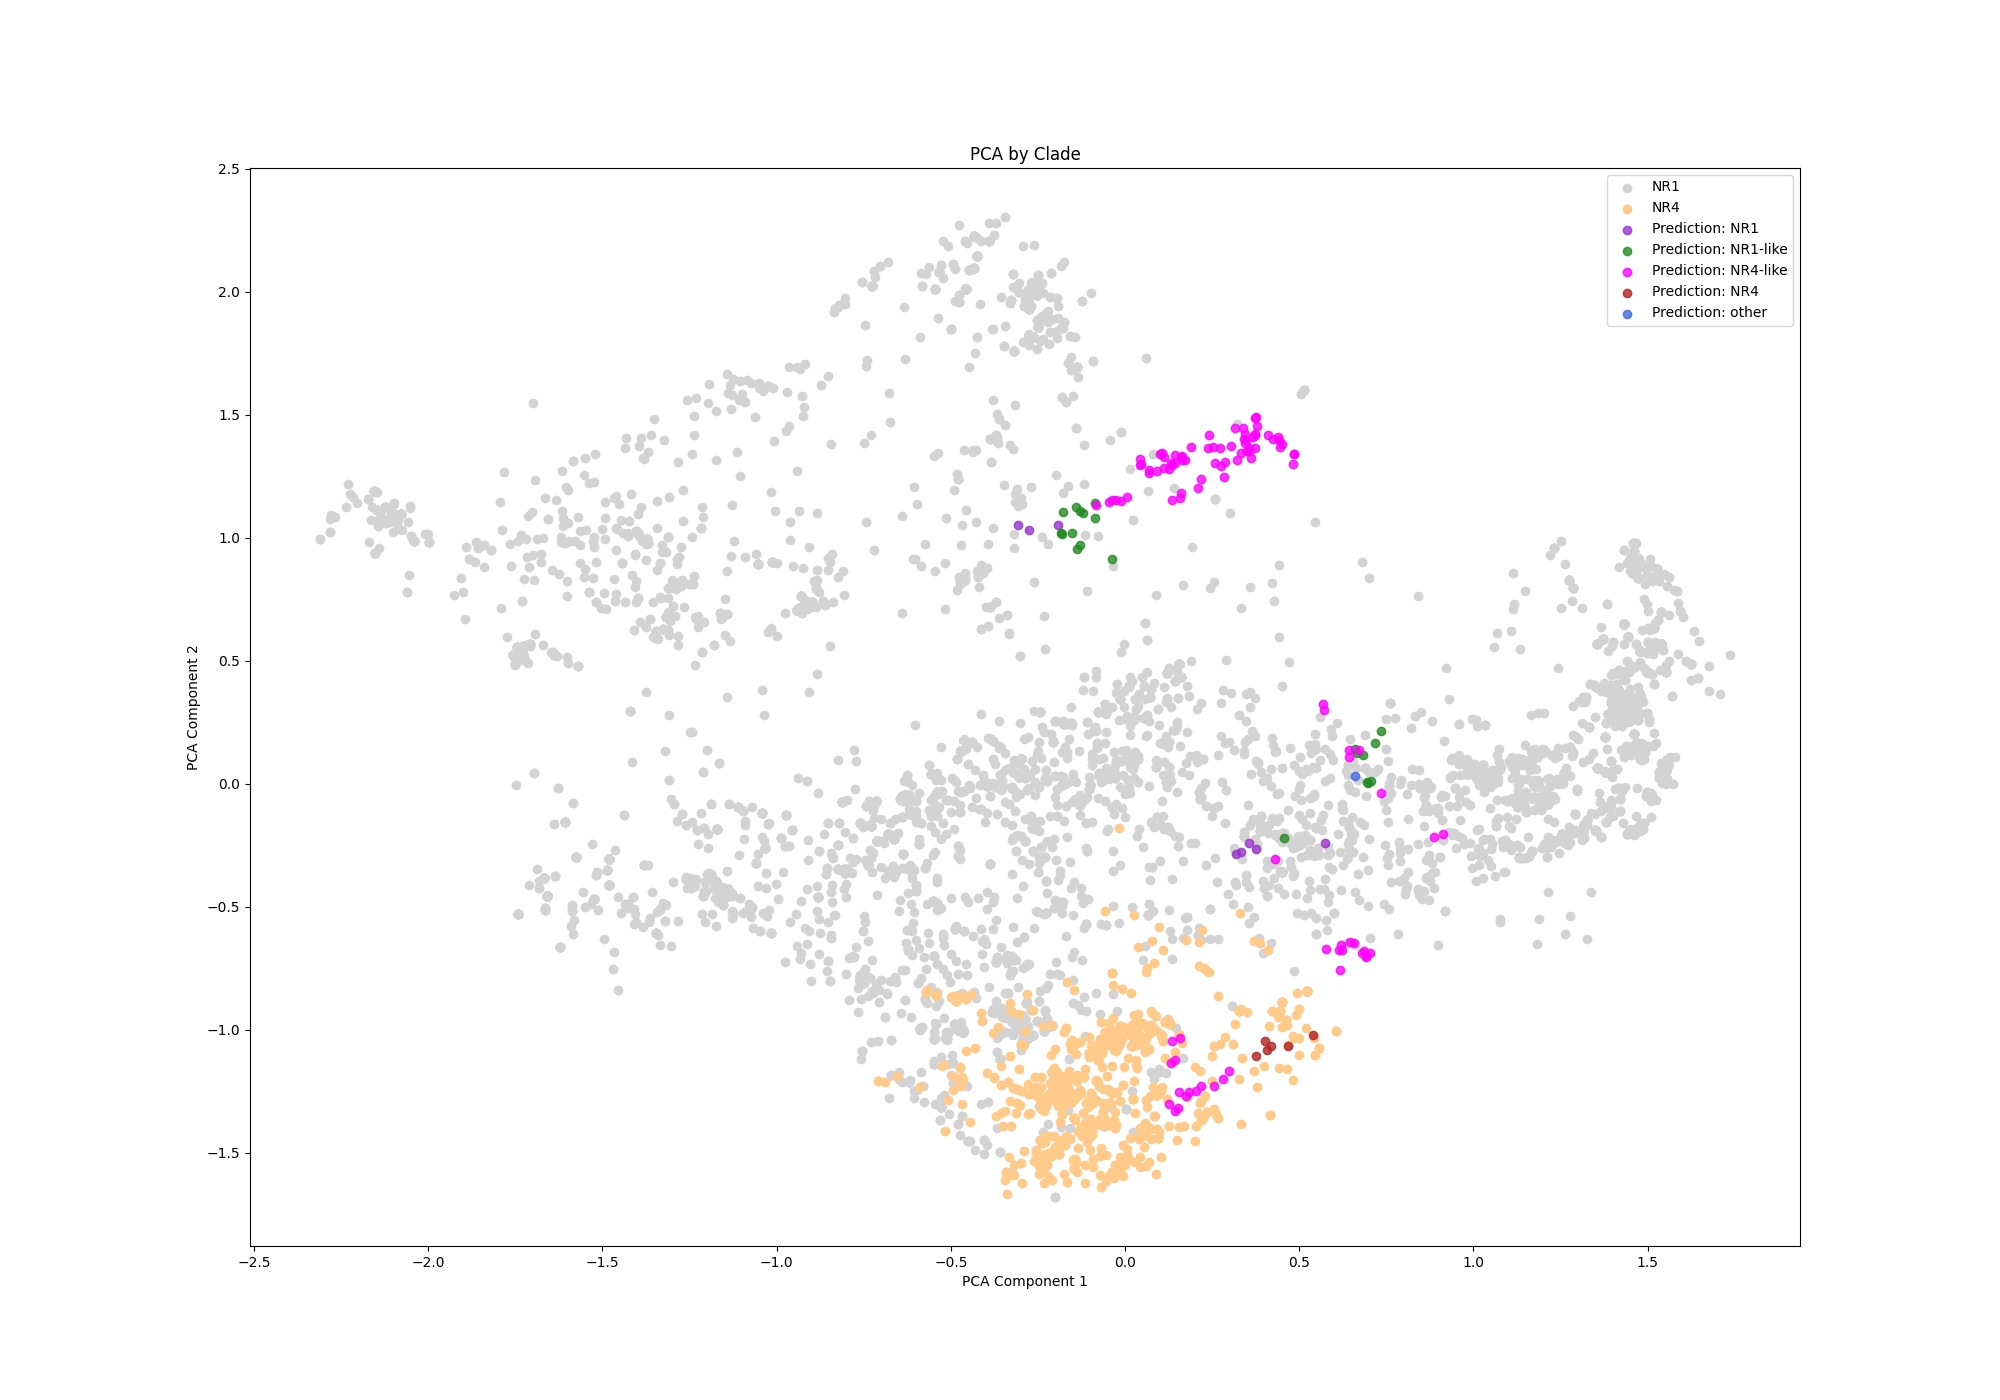 PCA by Clade
NR1
NR4
Prediction: NR1
Prediction: NR1-like
Prediction: NR4-like
Prediction: NR4
Prediction: other
2.5
2.0
1.5
1.0
0.5
0.0
−0.5
−1.0
−1.5
PCA Component 2
−2.5 −2.0 −1.5 −1.0 −0.5 0.0 0.5 1.0 1.5
PCA Component 1